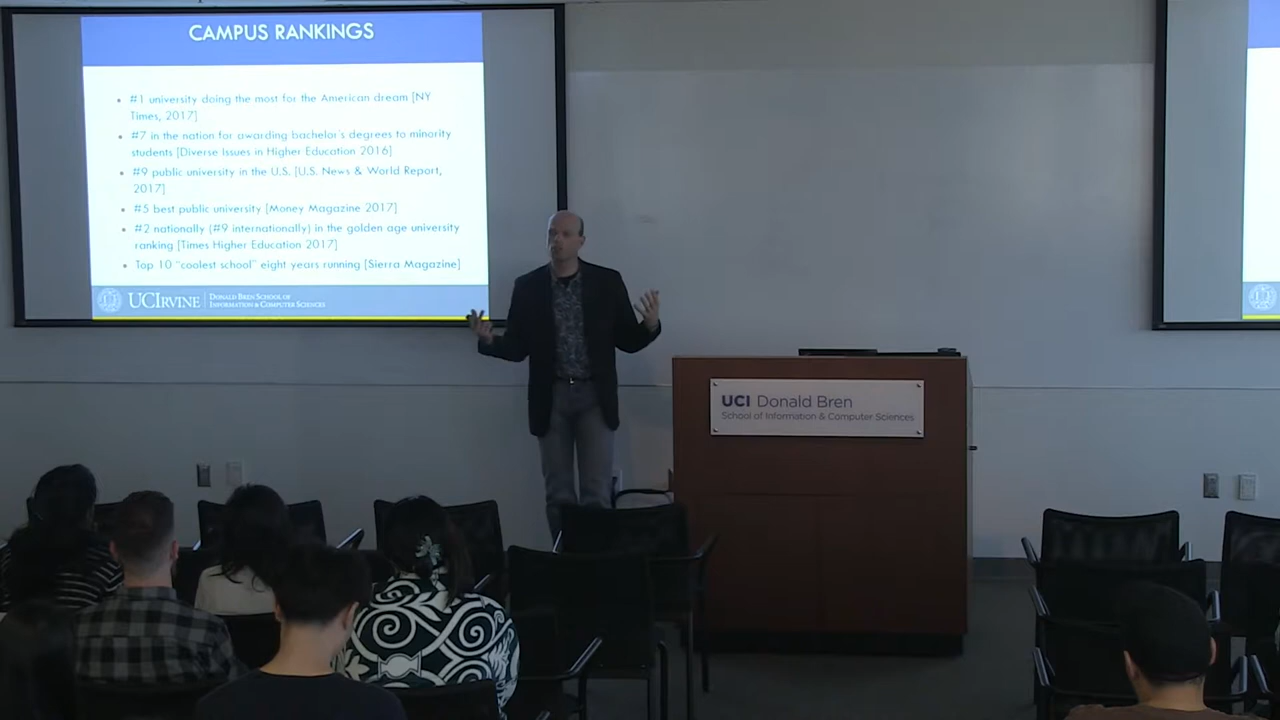 CAMPUS RANKINGS
• #1 university doing the most for the American dream [NY
Times, 2017]
• #7 in the nation for awarding bachelor's degrees to minority
students [Diverse Issues in Higher Education 2016]
• #9 public university in the U.S. [U.S. News & World Report,
2017]
• #5 best public university [Money Magazine 2017]
• #2 nationally (#9 internationally) in the golden age university
ranking [Times Higher Education 2017]
• Top 10 "coolest school" eight years running [Sierra Magazine]
UCIRVINE
DONALD BREN SCHOOL OF
INFORMATION & COMPUTER SCIENCES
UCI Donald Bren
School of Information & Computer Sciences